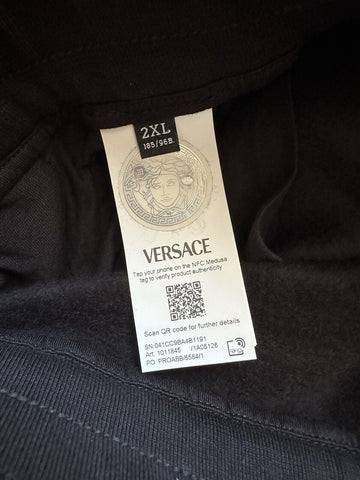 2XL
185/96B.
VERSACE
Tap your phone on the NFC Medusa
tag to verify product authenticity
Scan QR code for further details
SN:041CC9BA4B1191
Art. 1011845 /1A05126
PO: PROABB/5584/1